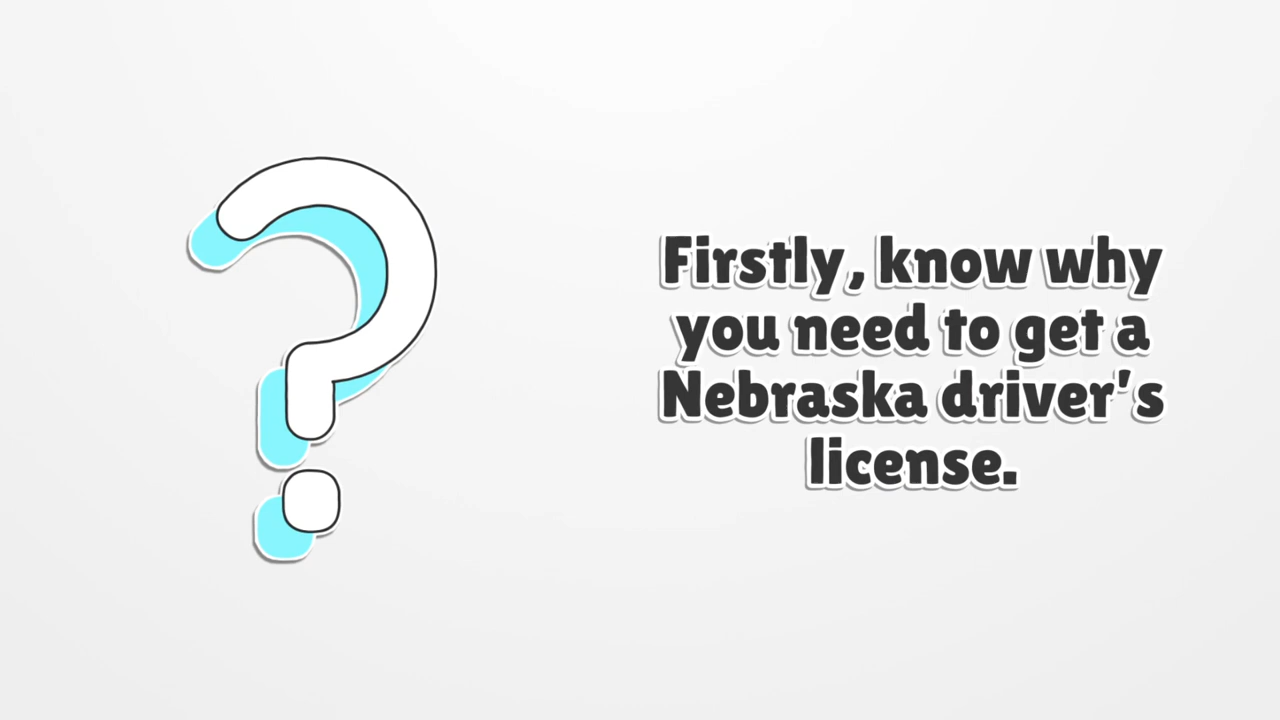 Firstly, know why
you need to get a
Nebraska driver's
license.